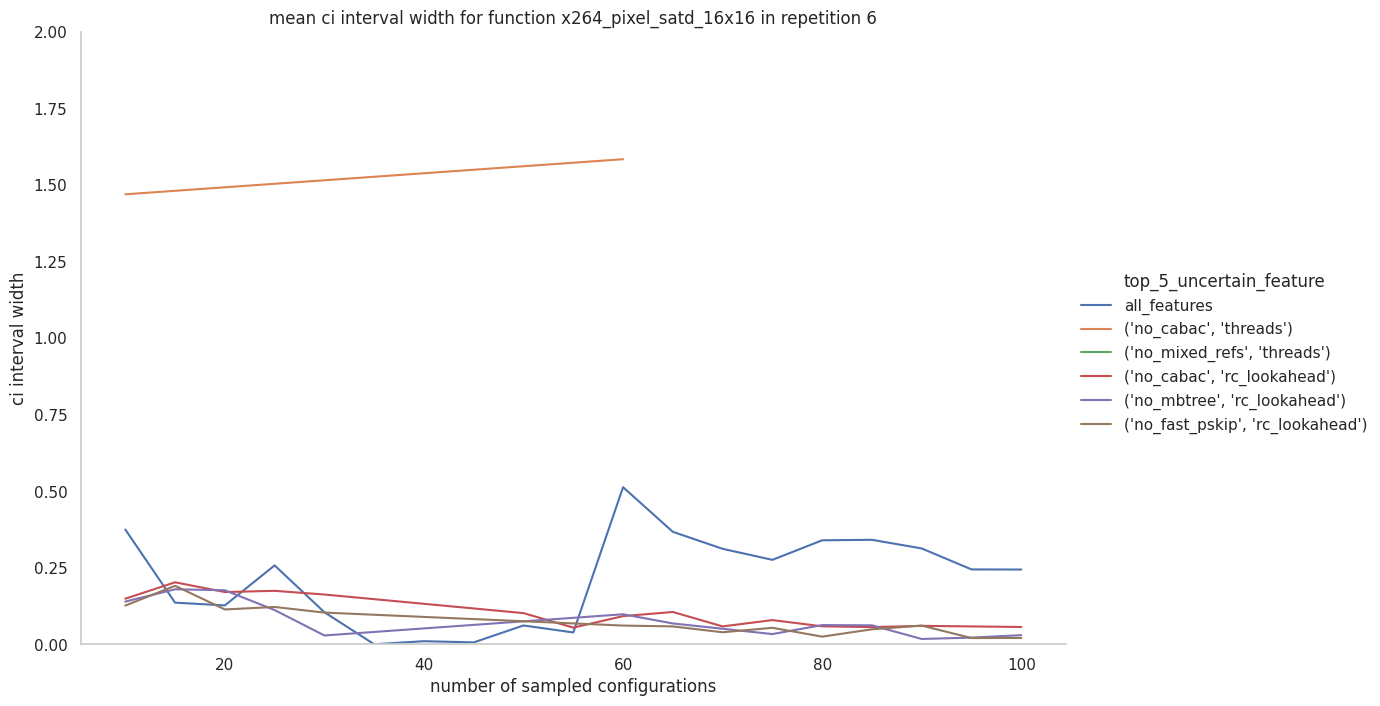 mean ci interval width for function x264_pixel_satd_16x16 in repetition 6
2.00
1.75
1.50
1.25
1.00
0.75
0.50
0.25
0.00
ci interval width
20
40
60
80
100
number of sampled configurations
top_5_uncertain_feature
all_features
('no_cabac', 'threads')
('no_mixed_refs', 'threads')
('no_cabac', 'rc_lookahead')
('no_mbtree', 'rc_lookahead')
('no_fast_pskip', 'rc_lookahead')